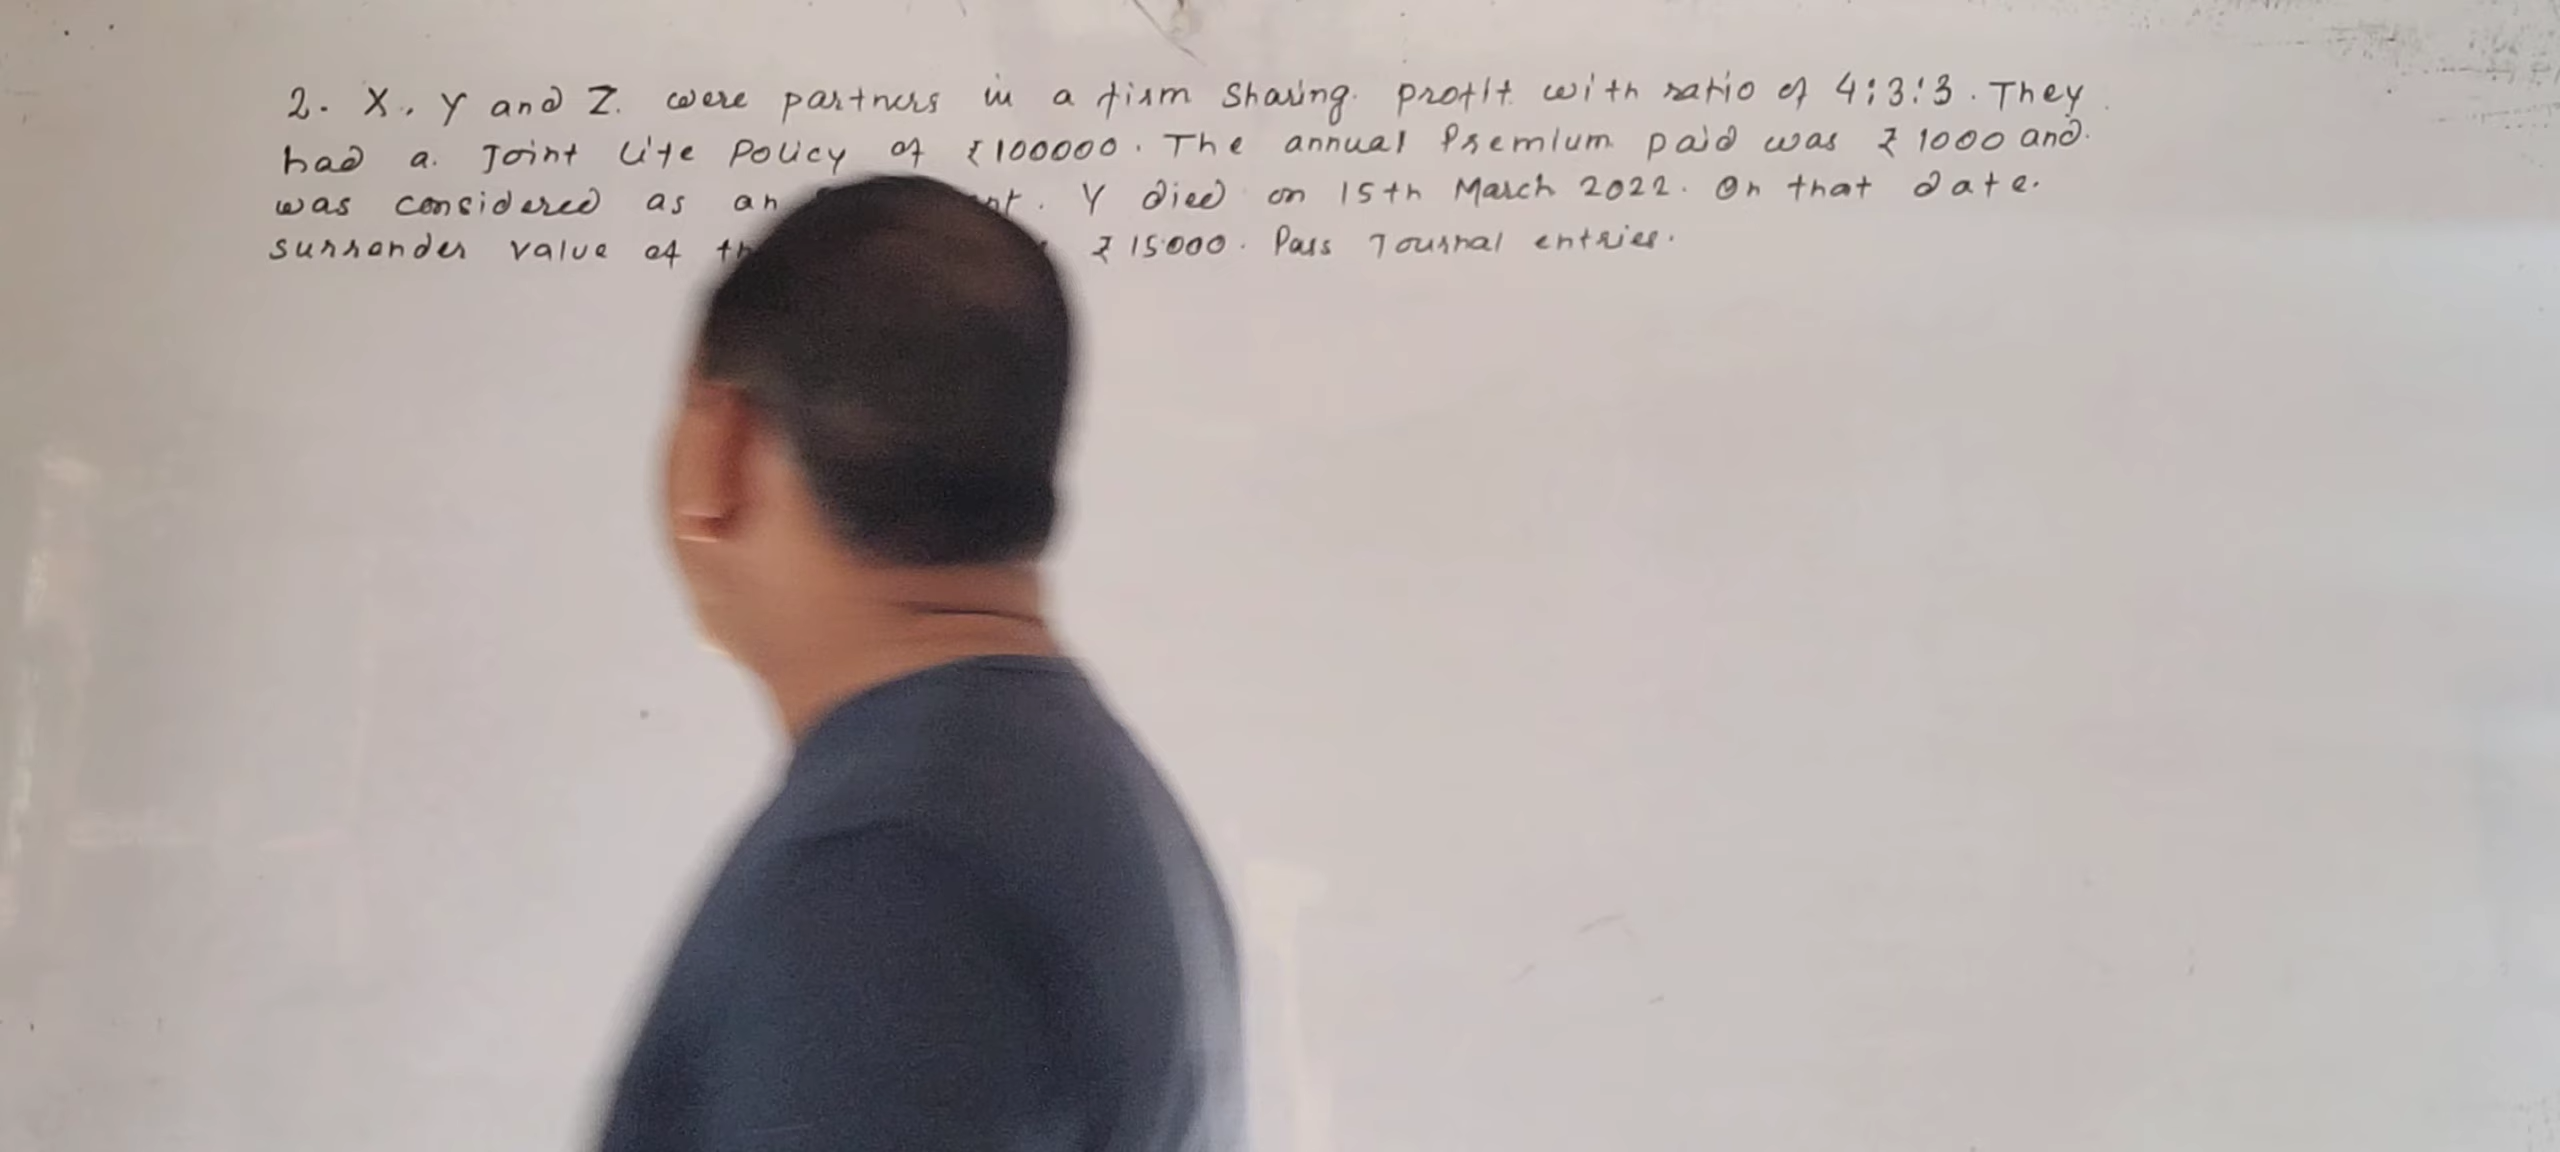 2. X, Y and Z. were partners in a firm sharing profit with ratio of 4:3:3. They
had a Joint Life Policy of ₹100000. The annual Premium paid was ₹1000 and
was considered as an Y died on 15th March 2022. On that date
surrender value of ₹15000. Pass Journal entries.